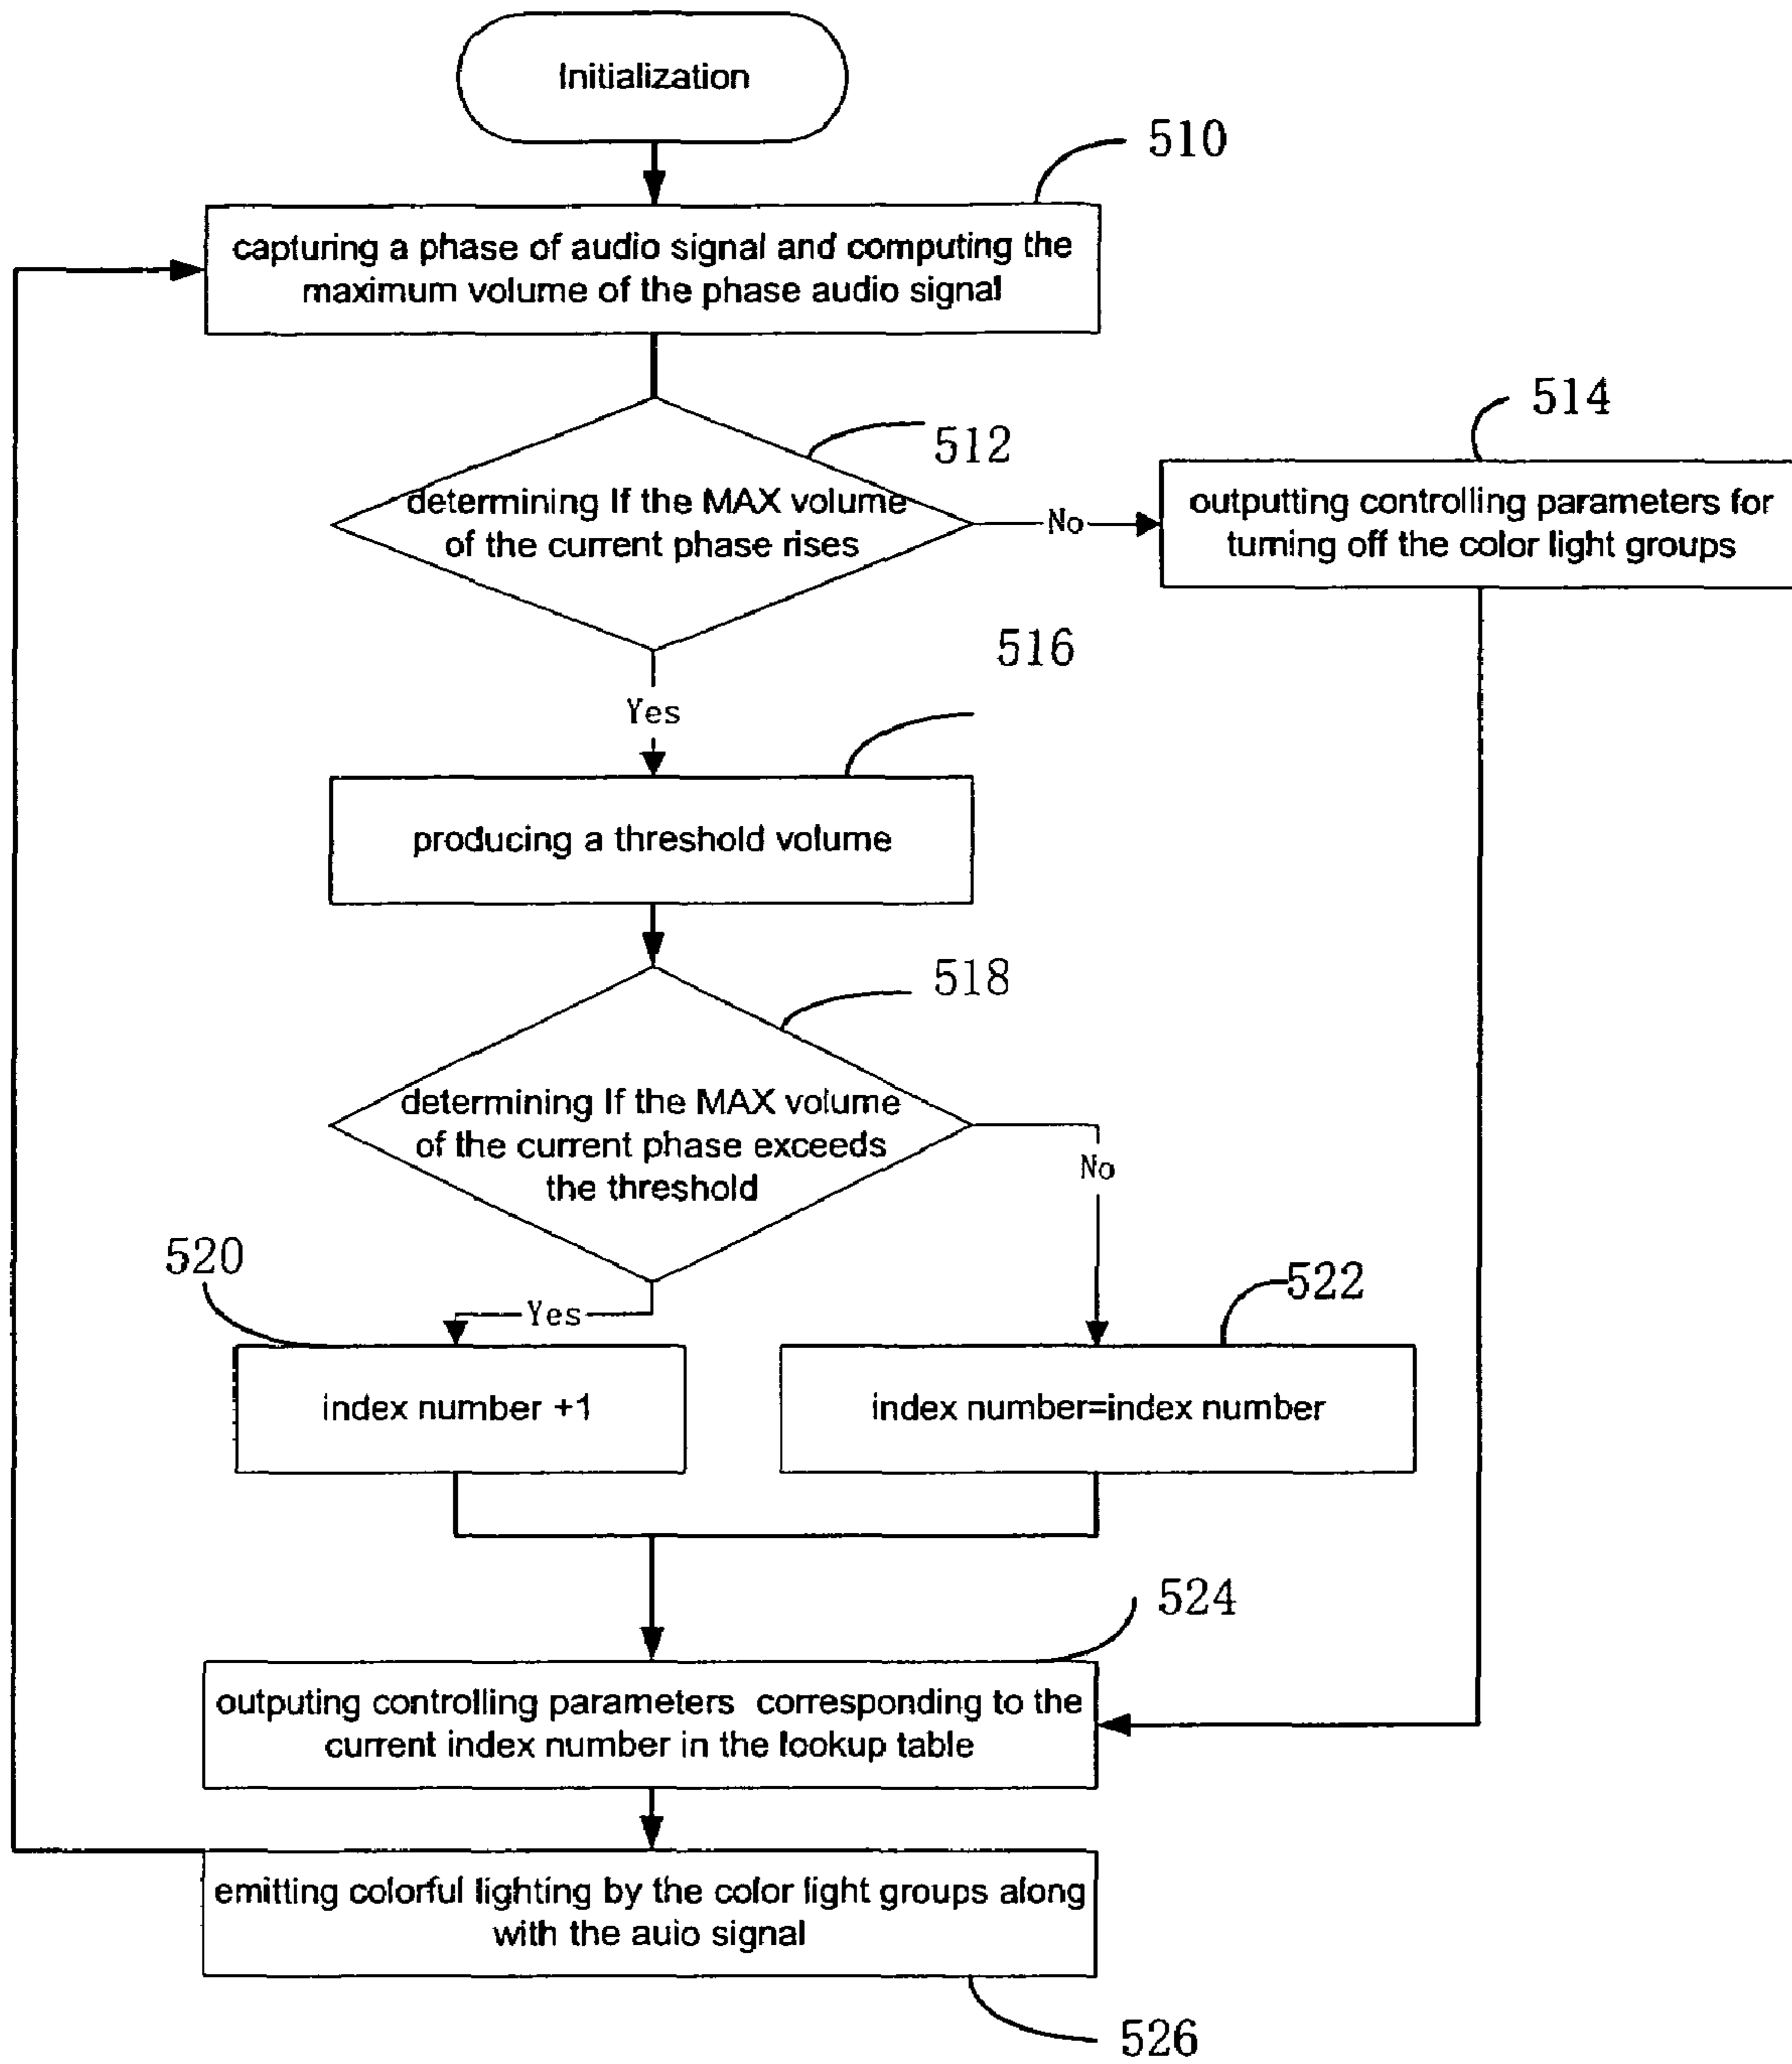 Initialization
510
capturing a phase of audio signal and computing the
maximum volume of the phase audio signal
512
determining If the MAX volume
of the current phase rises
No
514
outputting controlling parameters for
turning off the color light groups
Yes
516
producing a threshold volume
518
determining If the MAX volume
of the current phase exceeds
the threshold
No
Yes
520
index number +1
522
index number=index number
524
outputing controlling parameters corresponding to the
current index number in the lookup table
emitting colorful lighting by the color light groups along
with the auio signal
526